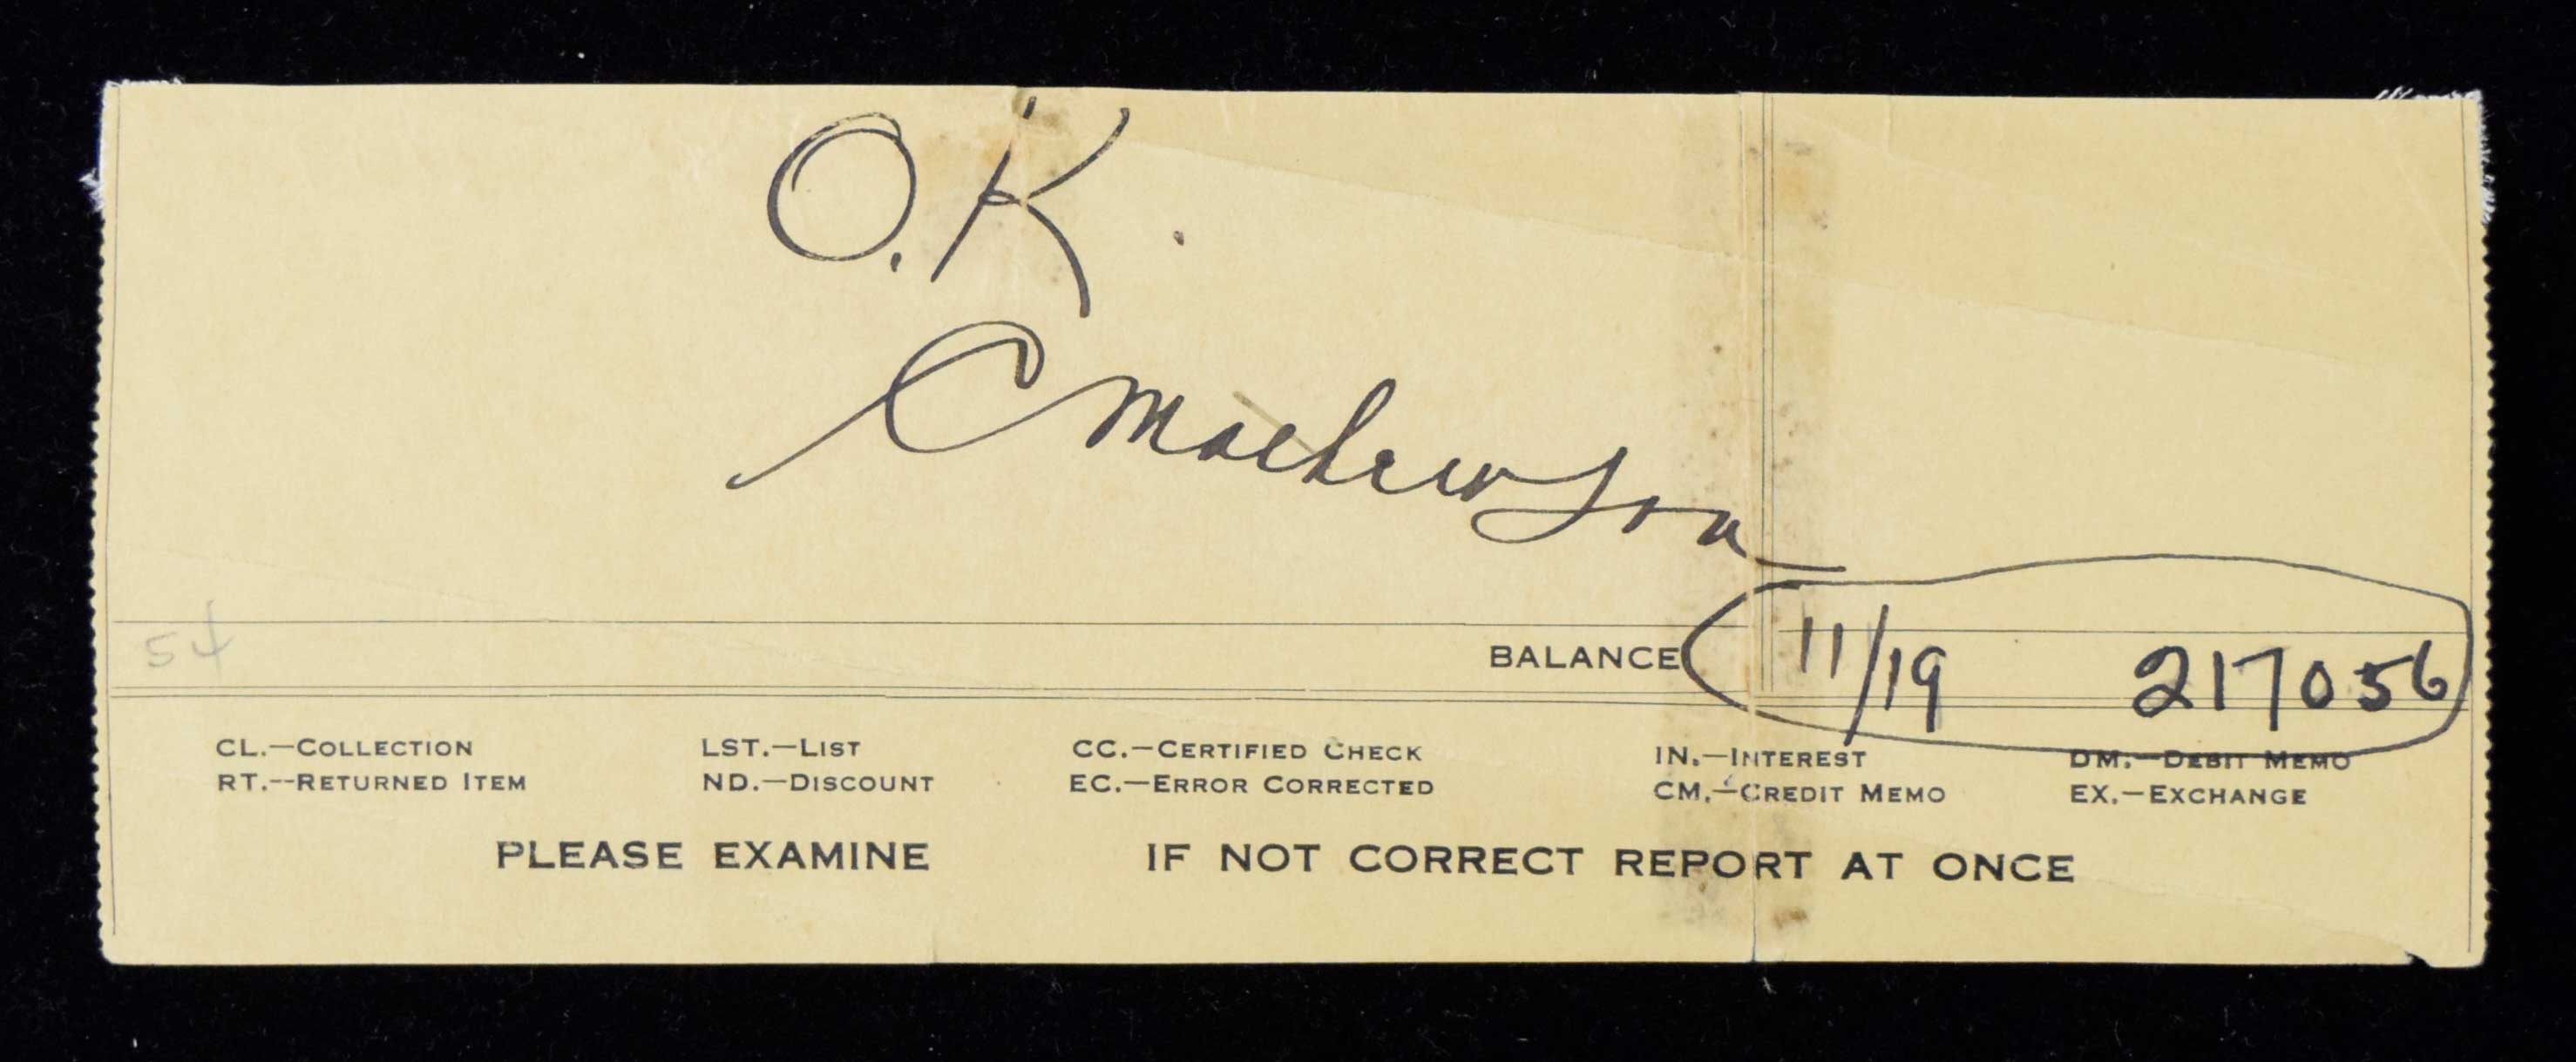 O.K.
C Mathewson
54
BALANCE 11/19 217056
CL.—COLLECTION LST.—LIST CC.—CERTIFIED CHECK IN.—INTEREST DM.—DEBIT MEMO
RT.--RETURNED ITEM ND.—DISCOUNT EC.—ERROR CORRECTED CM.—CREDIT MEMO EX.—EXCHANGE
PLEASE EXAMINE IF NOT CORRECT REPORT AT ONCE